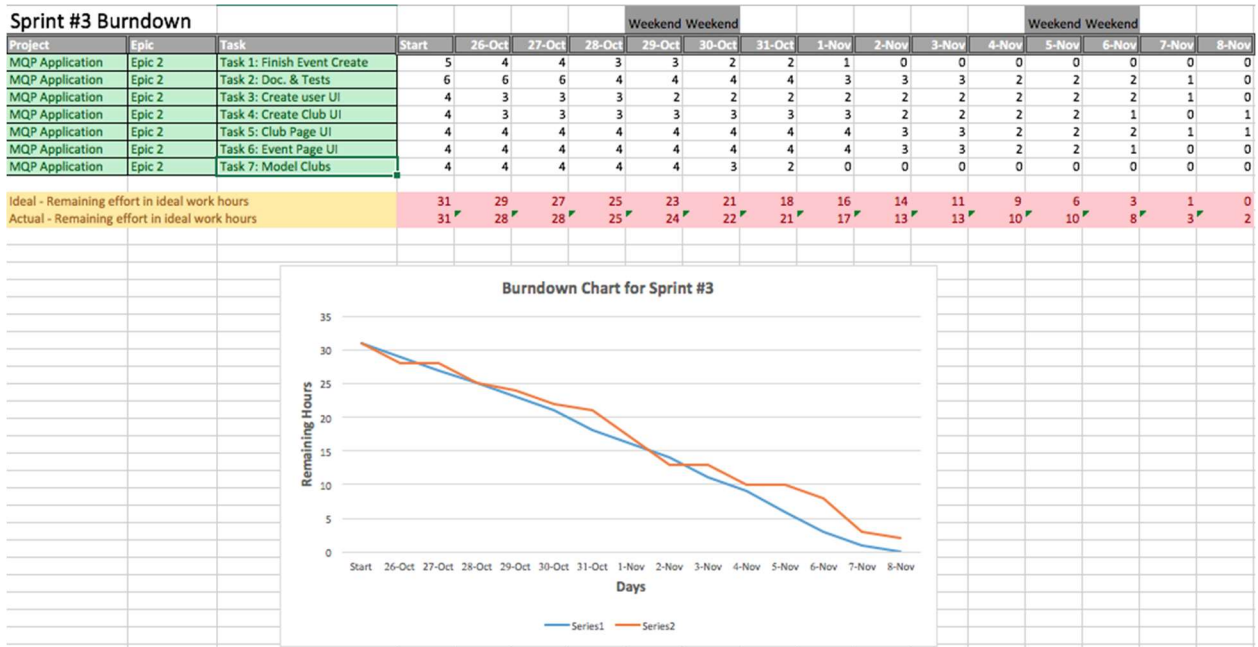 Sprint #3 Burndown Weekend Weekend Weekend Weekend
Project Epic Task Start 26-Oct 27-Oct 28-Oct 29-Oct 30-Oct 31-Oct 1-Nov 2-Nov 3-Nov 4-Nov 5-Nov 6-Nov 7-Nov 8-Nov
MQP Application Epic 2 Task 1: Finish Event Create 5 4 4 3 3 2 2 1 0 0 0 0 0 0 0
MQP Application Epic 2 Task 2: Doc. & Tests 6 6 6 4 4 4 4 3 3 3 2 2 2 1 0
MQP Application Epic 2 Task 3: Create user UI 4 3 3 3 2 2 2 2 2 2 2 2 2 1 0
MQP Application Epic 2 Task 4: Create Club UI 4 3 3 3 3 3 3 3 2 2 2 2 1 0 1
MQP Application Epic 2 Task 5: Club Page UI 4 4 4 4 4 4 4 4 3 3 2 2 2 1 1
MQP Application Epic 2 Task 6: Event Page UI 4 4 4 4 4 4 4 4 3 3 2 2 1 0 0
MQP Application Epic 2 Task 7: Model Clubs 4 4 4 4 4 3 2 0 0 0 0 0 0 0 0
Ideal - Remaining effort in ideal work hours 31 29 27 25 23 21 18 16 14 11 9 6 3 1 0
Actual - Remaining effort in ideal work hours 31 28 28 25 24 22 21 17 13 13 10 10 8 3 2
Burndown Chart for Sprint #3
Remaining Hours
35
30
25
20
15
10
5
0
Start 26-Oct 27-Oct 28-Oct 29-Oct 30-Oct 31-Oct 1-Nov 2-Nov 3-Nov 4-Nov 5-Nov 6-Nov 7-Nov 8-Nov
Days
Series1 Series2